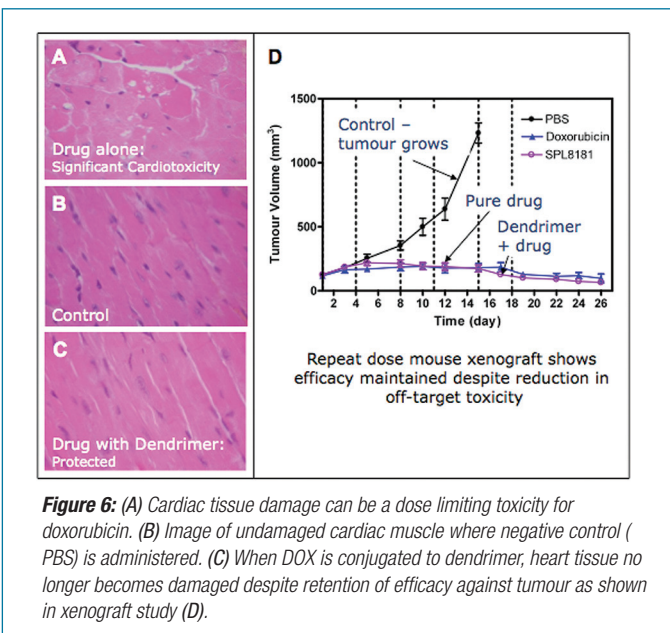 A
Drug alone:
Significant Cardiotoxicity
B
Control
C
Drug with Dendrimer:
Protected
D
1500
1000
500
0
Tumour Volume (mm³)
Control –
tumour grows
PBS
Doxorubicin
SPL8181
Pure drug
Dendrimer
+ drug
2 4 6 8 10 12 14 16 18 20 22 24 26
Time (day)
Repeat dose mouse xenograft shows
efficacy maintained despite reduction in
off-target toxicity
Figure 6: (A) Cardiac tissue damage can be a dose limiting toxicity for
doxorubicin. (B) Image of undamaged cardiac muscle where negative control (
PBS) is administered. (C) When DOX is conjugated to dendrimer, heart tissue no
longer becomes damaged despite retention of efficacy against tumour as shown
in xenograft study (D).